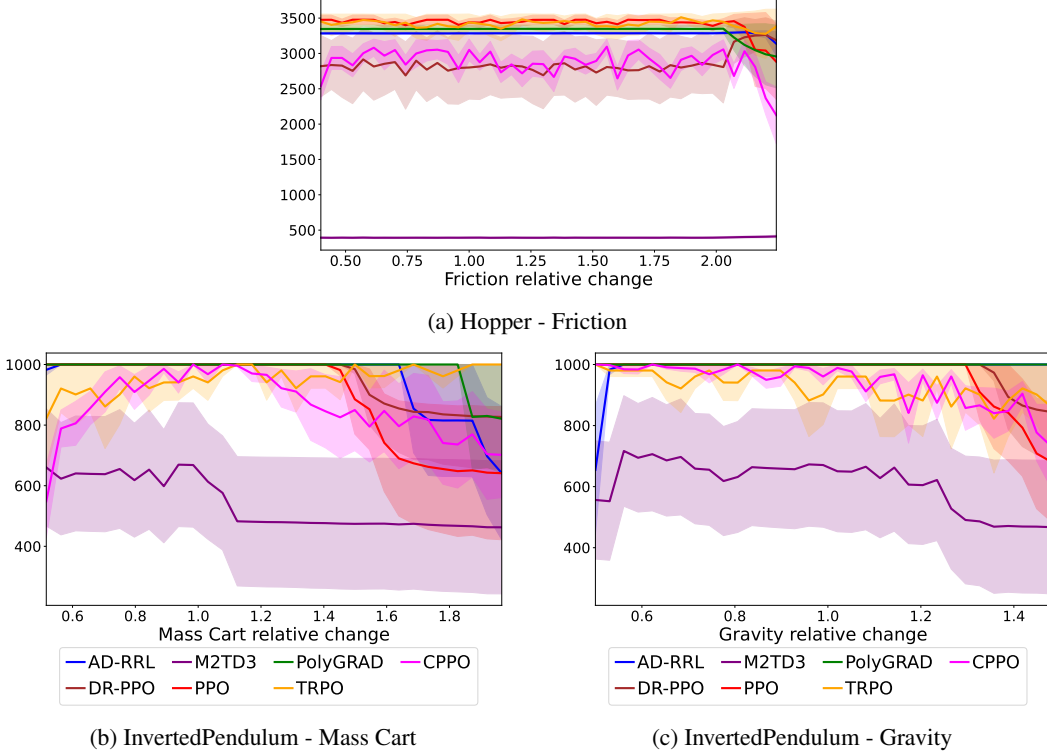 3500
3000
2500
2000
1500
1000
500
0.50 0.75 1.00 1.25 1.50 1.75 2.00
Friction relative change
(a) Hopper - Friction
1000
800
600
400
0.6 0.8 1.0 1.2 1.4 1.6 1.8
Mass Cart relative change
AD-RRL M2TD3 PolyGRAD CPPO
DR-PPO PPO TRPO
(b) InvertedPendulum - Mass Cart
1000
800
600
400
0.6 0.8 1.0 1.2 1.4
Gravity relative change
AD-RRL M2TD3 PolyGRAD CPPO
DR-PPO PPO TRPO
(c) InvertedPendulum - Gravity